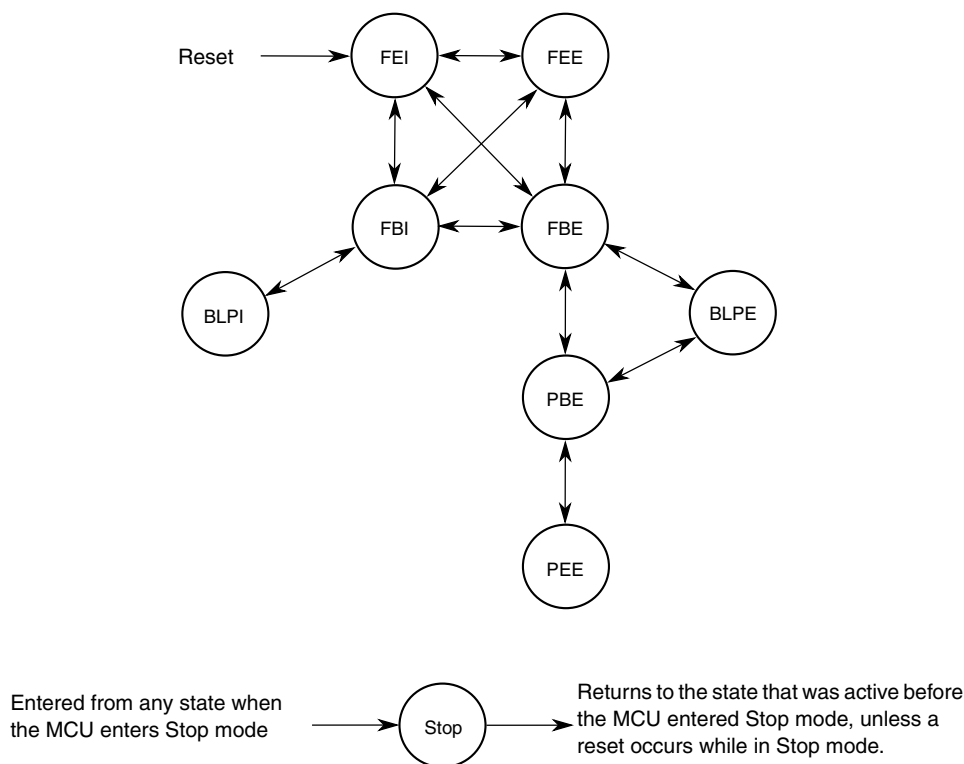 Reset
FEI
FEE
FBI
FBE
BLPI
BLPE
PBE
PEE
Entered from any state when
the MCU enters Stop mode
Stop
Returns to the state that was active before
the MCU entered Stop mode, unless a
reset occurs while in Stop mode.